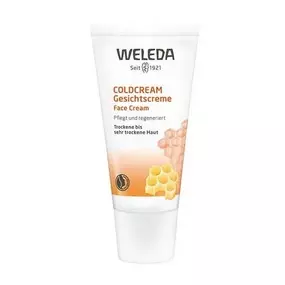 WELEDA
Seit 1921
COLDCREAM
Gesichtscreme
Face Cream
Pflegt und regeneriert
Trockene bis
sehr trockene Haut